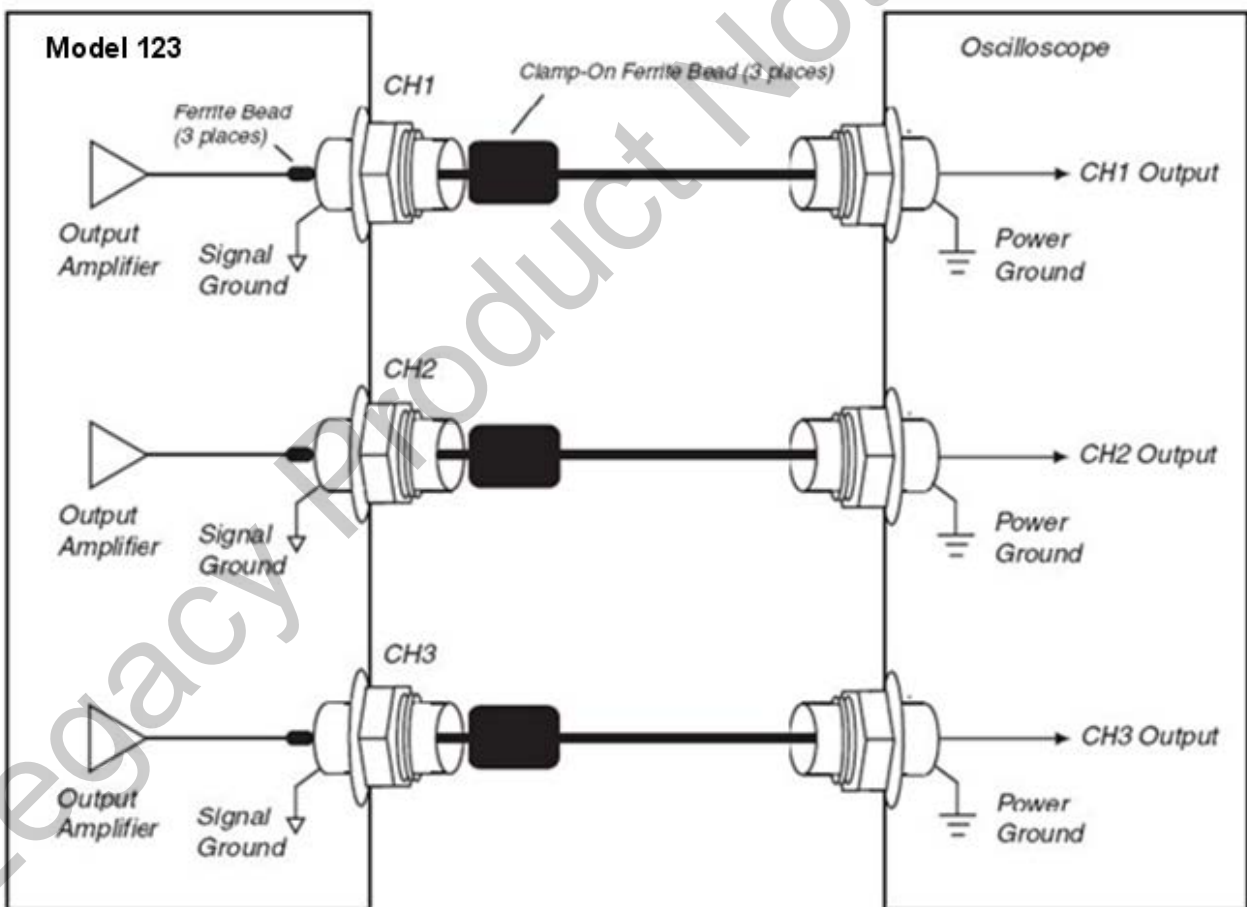 Model 123
Oscilloscope
Clamp-On Ferrite Bead (3 places)
CH1
Ferrite Bead
(3 places)
CH1 Output
Output
Amplifier
Signal
Ground
Power
Ground
CH2
CH2 Output
Output
Amplifier
Signal
Ground
Power
Ground
CH3
CH3 Output
Output
Amplifier
Signal
Ground
Power
Ground
Legacy Product No